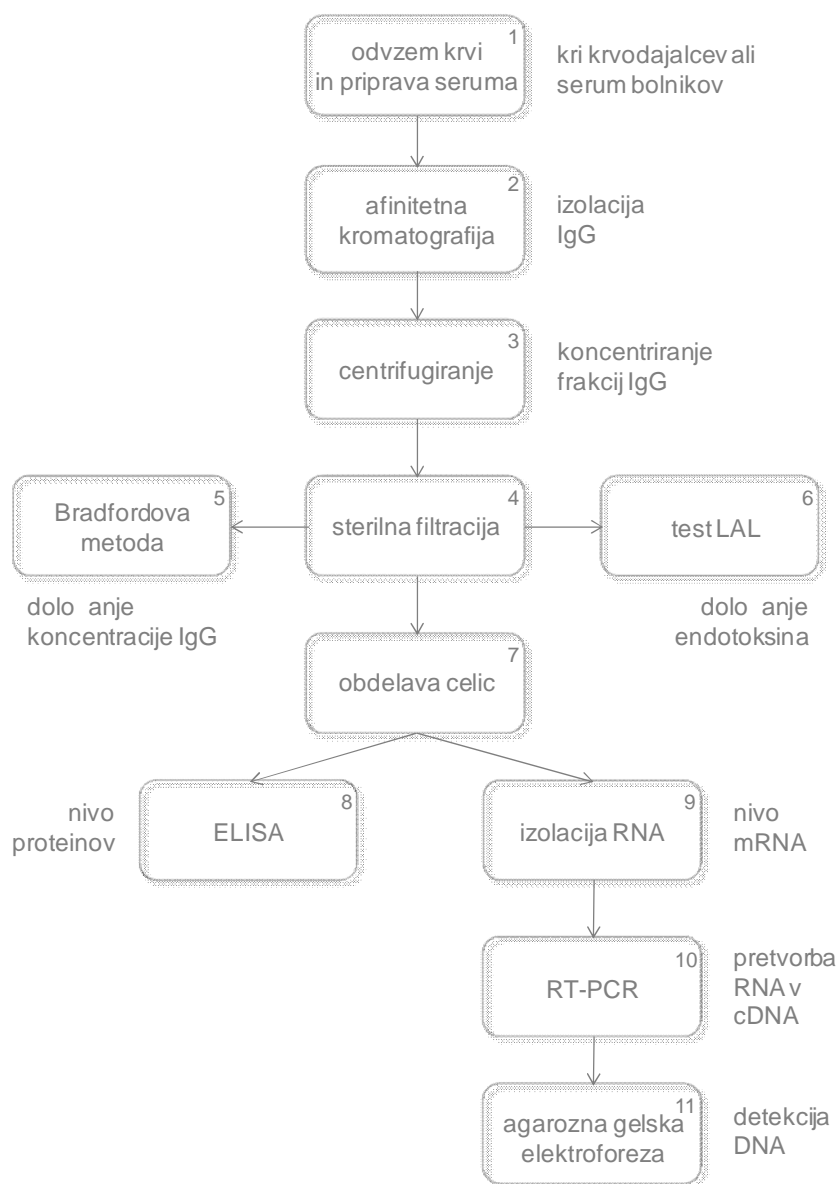 1
odvzem krvi
in priprava seruma
kri krvodajalcev ali
serum bolnikov
2
afinitetna
kromatografija
izolacija
IgG
3
centrifugiranje
koncentriranje
frakcij IgG
5
Bradfordova
metoda
4
sterilna filtracija
6
test LAL
dolo anje
koncentracije IgG
dolo anje
endotoksina
7
obdelava celic
nivo
proteinov
8
ELISA
9
izolacija RNA
nivo
mRNA
10
RT-PCR
pretvorba
RNA v
cDNA
11
agarozna gelska
elektroforeza
detekcija
DNA